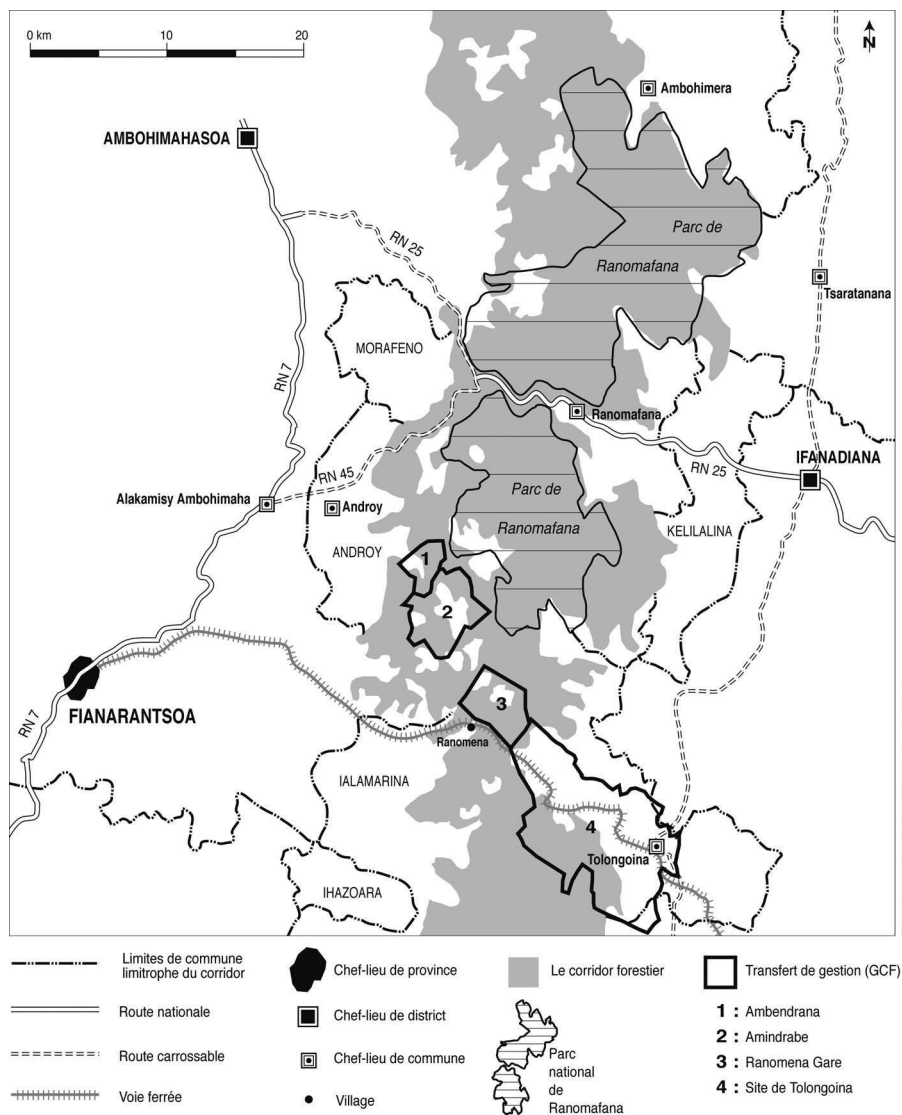 0 km 10 20
N
Ambohimera
AMBOHIMAHASOA
RN 25
Parc de
Ranomafana
Tsaratanana
MORAFENO
RN 7
Ranomafana
IFANADIANA
RN 25
RN 45
Alakamisy Ambohimaha
Androy
Parc de
Ranomafana
KELILALINA
ANDROY
1
2
3
FIANARANTSOA
RN 7
Ranomena
IALAMARINA
4
Tolongoina
IHAZOARA
Limites de commune
limitrophe du corridor
Route nationale
Route carrossable
Voie ferrée
Chef-lieu de province
Chef-lieu de district
Chef-lieu de commune
Village
Le corridor forestier
Parc
national
de
Ranomafana
Transfert de gestion (GCF)
1 : Ambendrana
2 : Amindrabe
3 : Ranomena Gare
4 : Site de Tolongoina